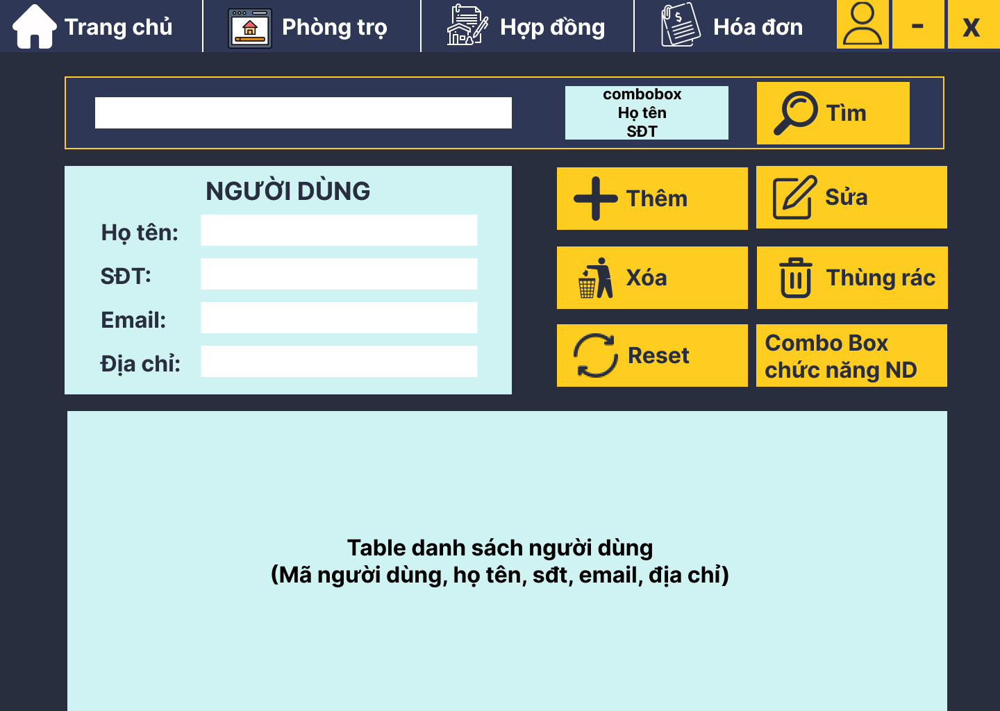 Trang chủ
Phòng trọ
Hợp đồng
Hóa đơn
-
x
combobox
Họ tên
SĐT
Tìm
NGƯỜI DÙNG
Họ tên:
SĐT:
Email:
Địa chỉ:
Thêm
Sửa
Xóa
Thùng rác
Reset
Combo Box
chức năng ND
Table danh sách người dùng
(Mã người dùng, họ tên, sđt, email, địa chỉ)